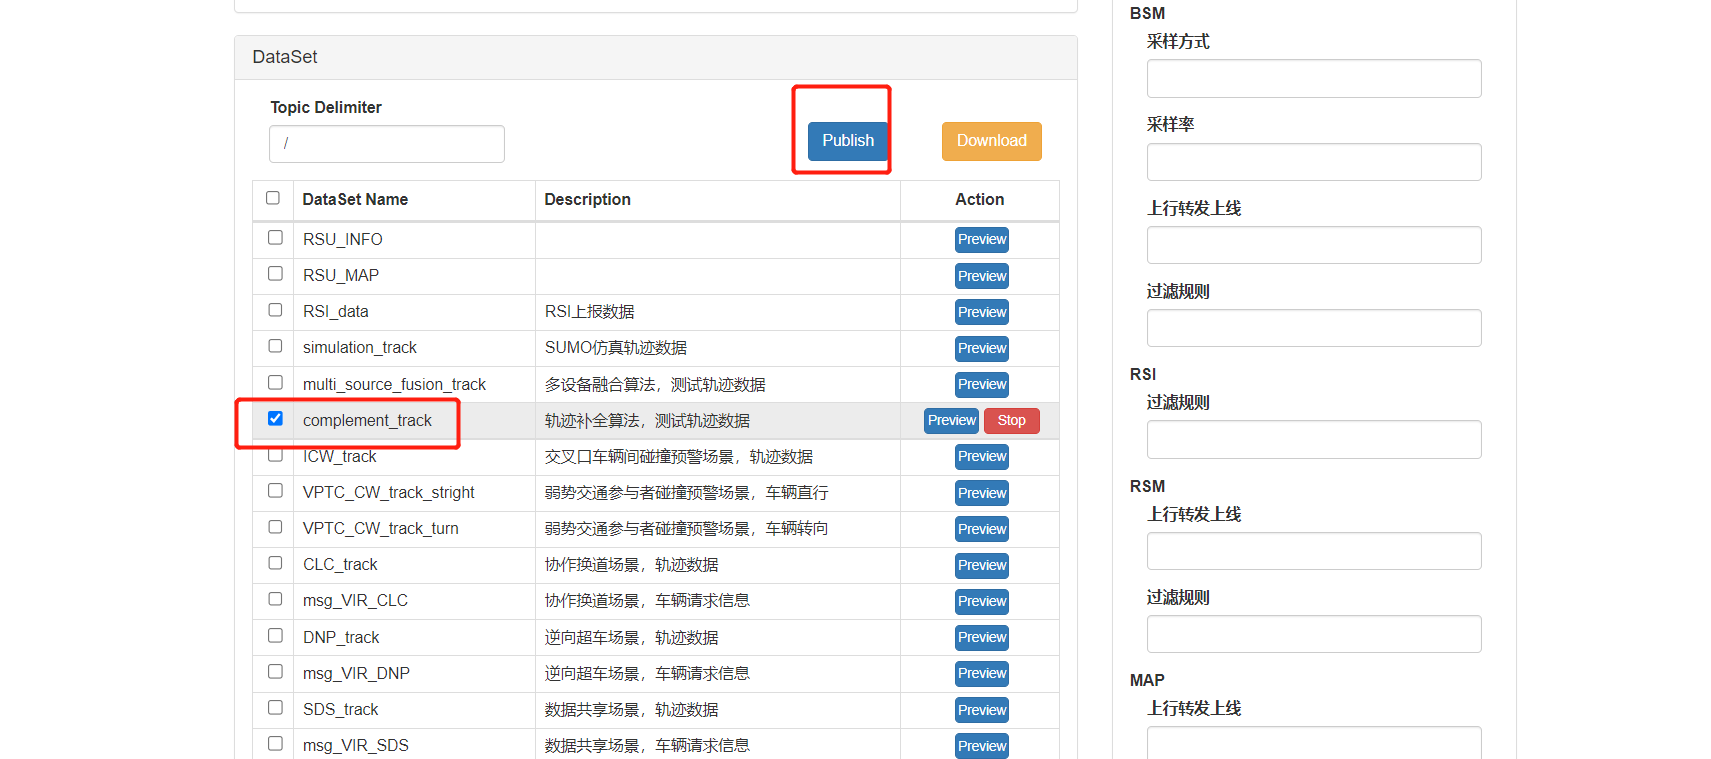 DataSet
Topic Delimiter
/
Publish
Download
DataSet Name Description Action
RSU_INFO Preview
RSU_MAP Preview
RSI_data RSI上报数据 Preview
simulation_track SUMO仿真轨迹数据 Preview
multi_source_fusion_track 多设备融合算法，测试轨迹数据 Preview
complement_track 轨迹补全算法，测试轨迹数据 Preview Stop
ICW_track 交叉口车辆间碰撞预警场景，轨迹数据 Preview
VPTC_CW_track_stright 弱势交通参与者碰撞预警场景，车辆直行 Preview
VPTC_CW_track_turn 弱势交通参与者碰撞预警场景，车辆转向 Preview
CLC_track 协作换道场景，轨迹数据 Preview
msg_VIR_CLC 协作换道场景，车辆请求信息 Preview
DNP_track 逆向超车场景，轨迹数据 Preview
msg_VIR_DNP 逆向超车场景，车辆请求信息 Preview
SDS_track 数据共享场景，轨迹数据 Preview
msg_VIR_SDS 数据共享场景，车辆请求信息 Preview
BSM
采样方式
采样率
上行转发上线
过滤规则
RSI
过滤规则
RSM
上行转发上线
过滤规则
MAP
上行转发上线